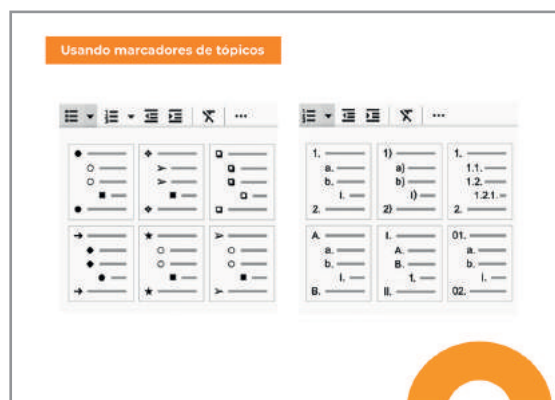 Usando marcadores de tópicos
1.
a.
b.
i.
2.
1)
a)
b)
i)
2)
1.
1.1.
1.2.
1.2.1.
2.
A.
a.
b.
i.
B.
I.
A.
B.
1.
II.
01.
a.
b.
i.
02.